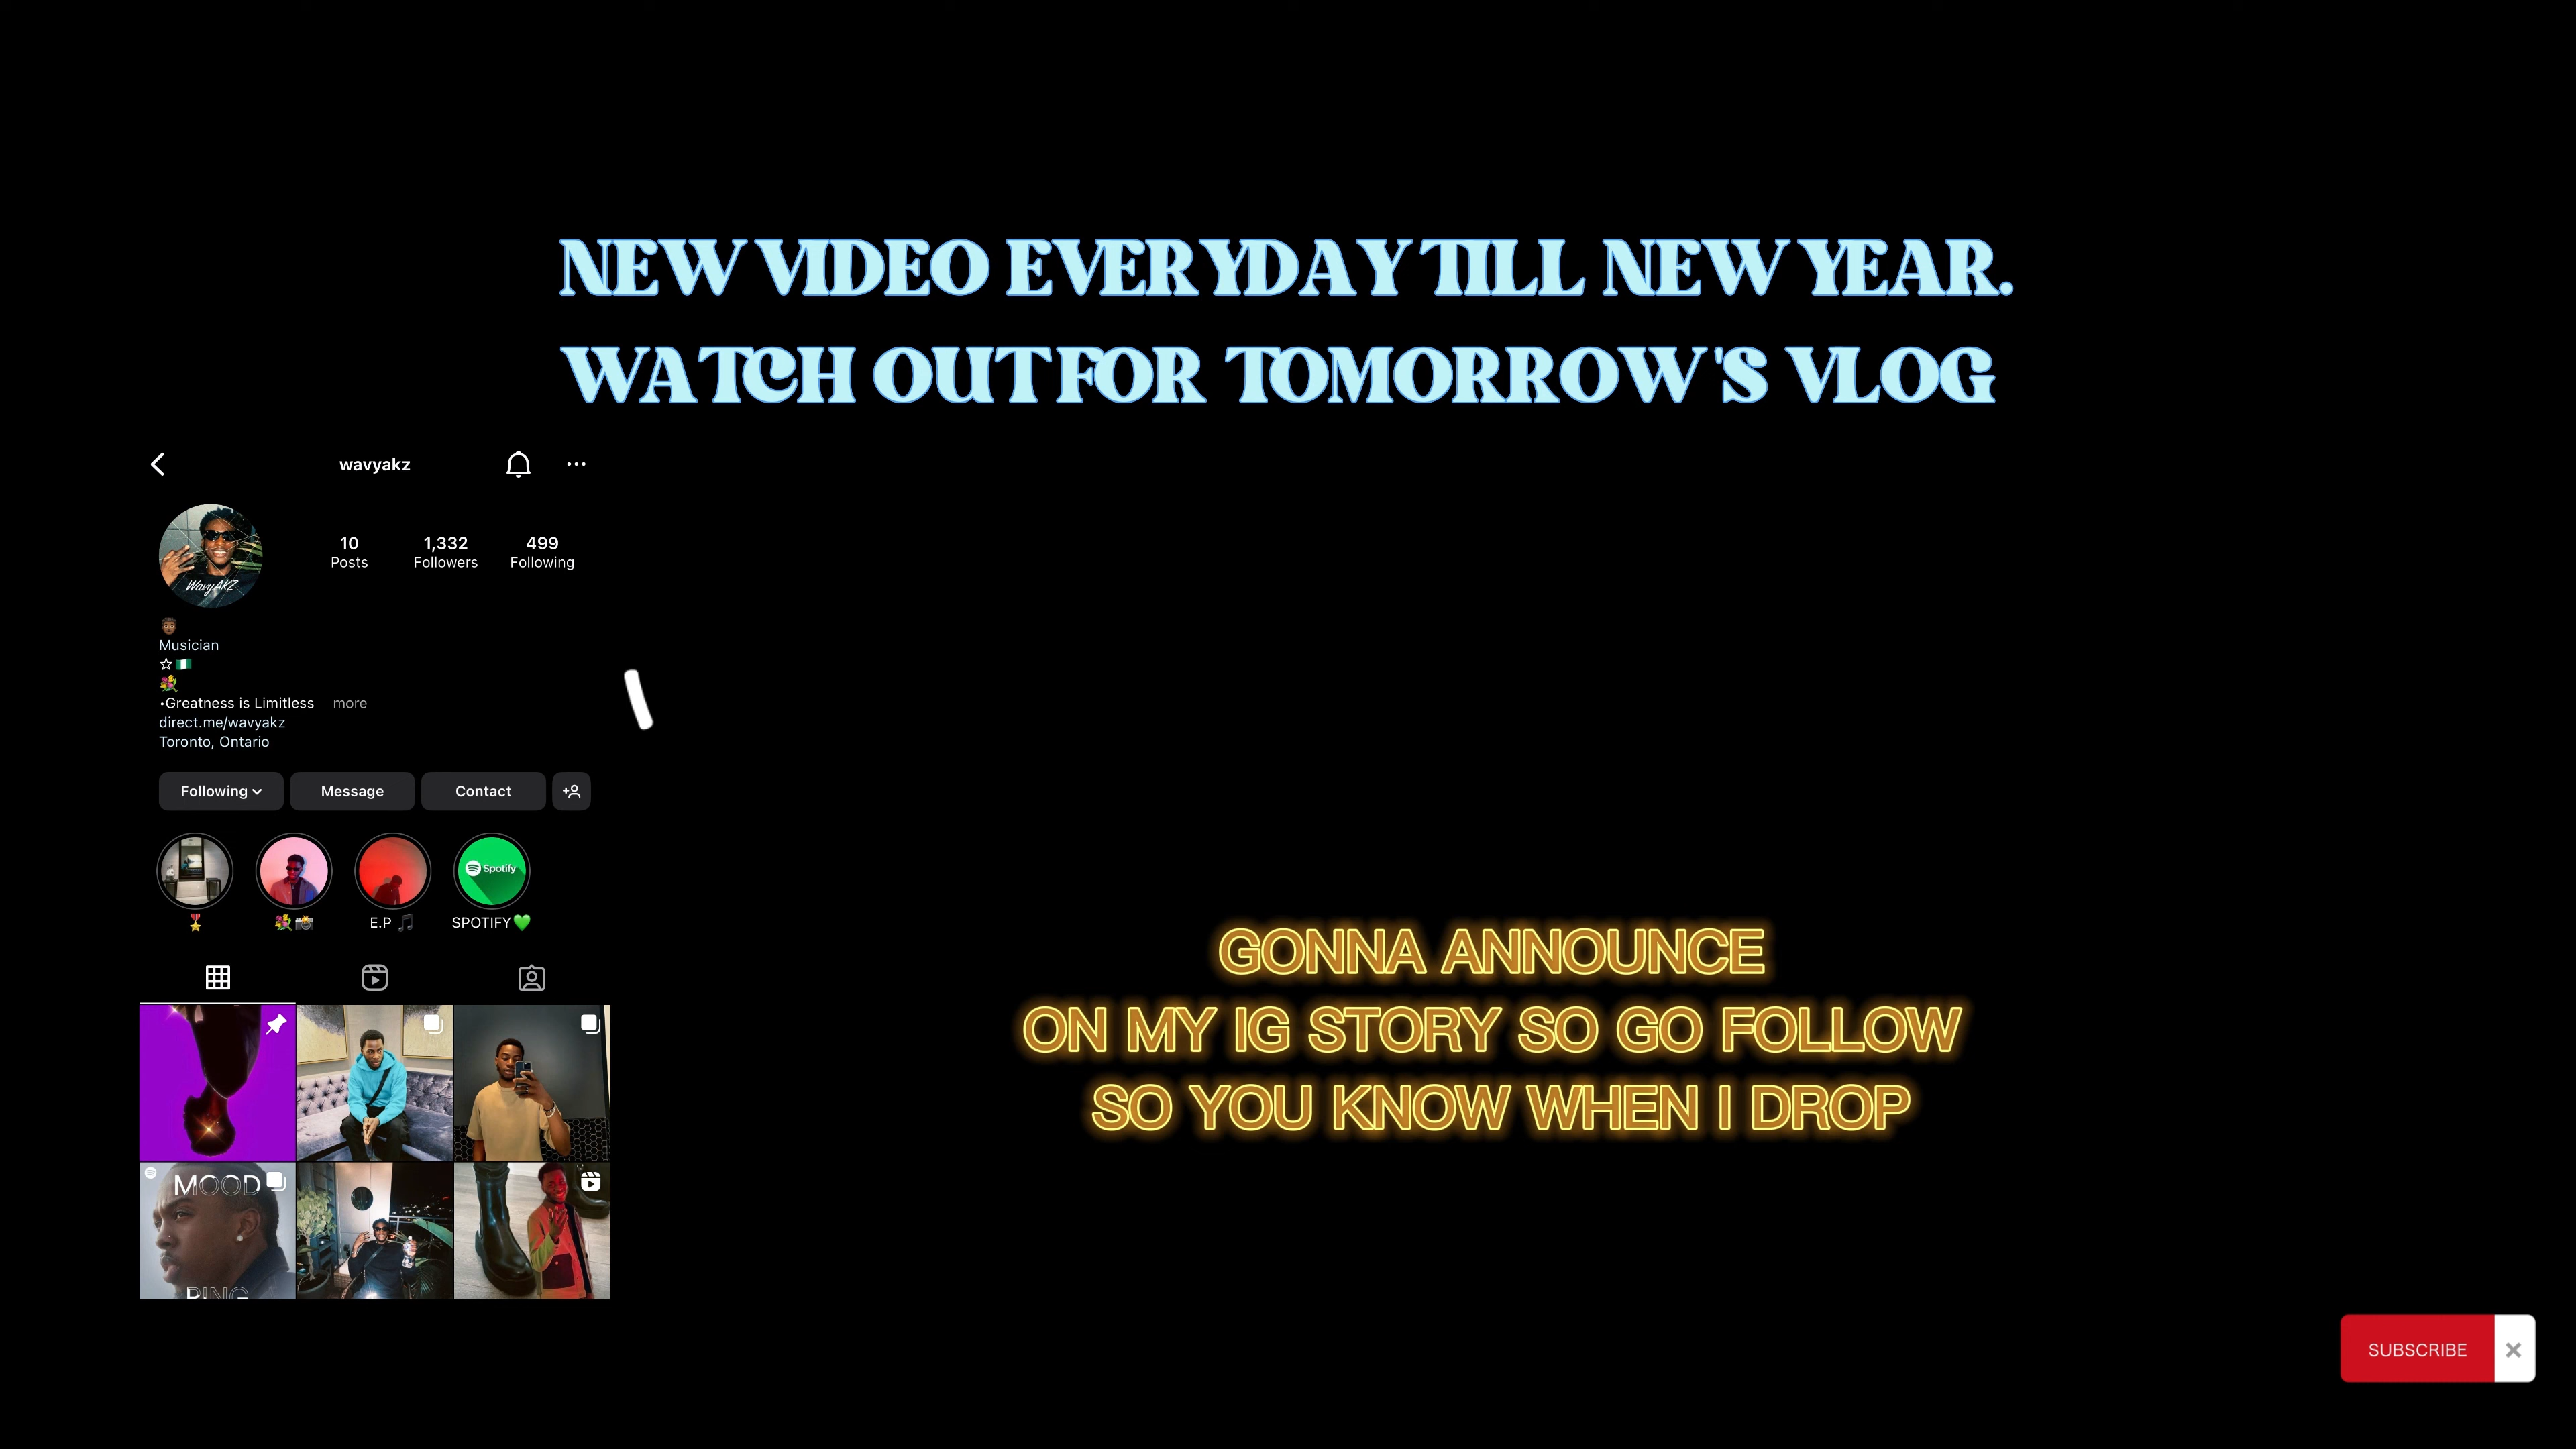 NEW VIDEO EVERYDAY TILL NEW YEAR.
WATCH OUT FOR TOMORROW'S VLOG
wavyakz
WavyAKZ
10
Posts
1,332
Followers
499
Following
Musician
•Greatness is Limitless more
direct.me/wavyakz
Toronto, Ontario
Following
Message
Contact
Spotify
E.P
SPOTIFY
MOOD
RING
GONNA ANNOUNCE
ON MY IG STORY SO GO FOLLOW
SO YOU KNOW WHEN I DROP
SUBSCRIBE